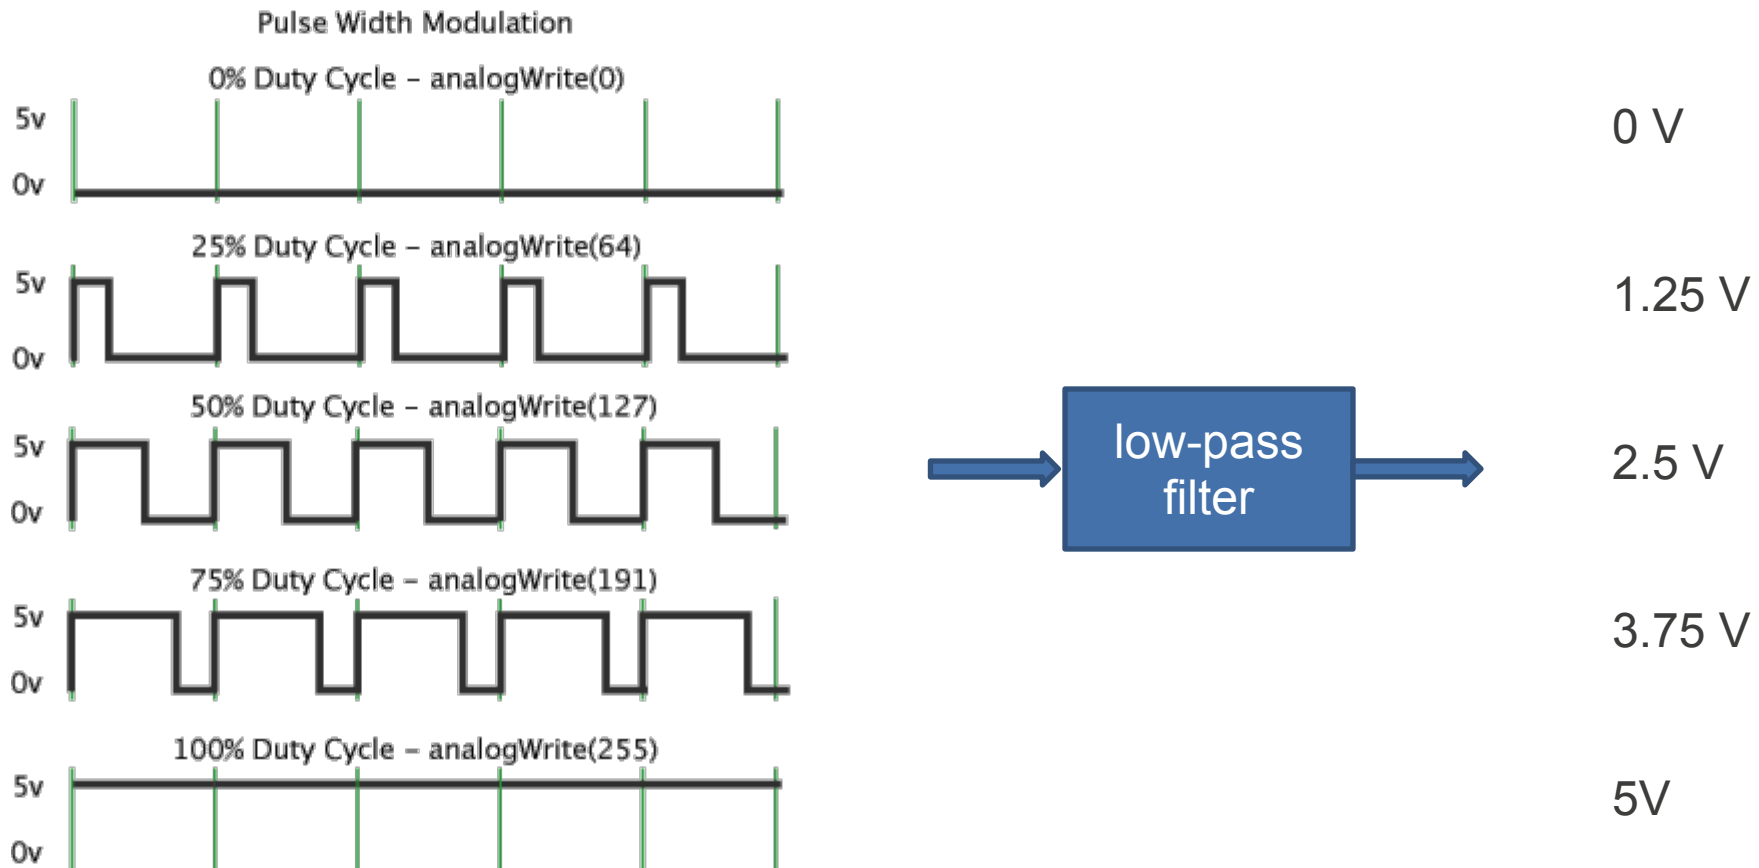 Pulse Width Modulation
0% Duty Cycle – analogWrite(0)
5v
0v
0 V
25% Duty Cycle – analogWrite(64)
5v
0v
1.25 V
50% Duty Cycle – analogWrite(127)
5v
0v
low-pass
filter
2.5 V
75% Duty Cycle – analogWrite(191)
5v
0v
3.75 V
100% Duty Cycle – analogWrite(255)
5v
0v
5V